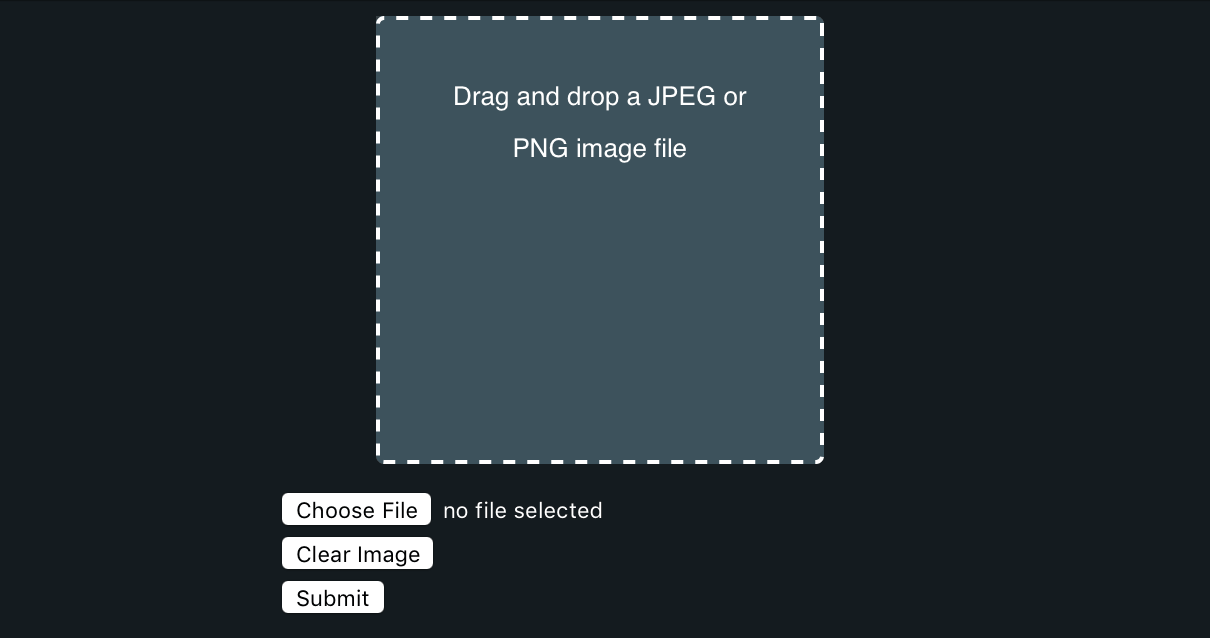 Drag and drop a JPEG or
PNG image file
Choose File no file selected
Clear Image
Submit